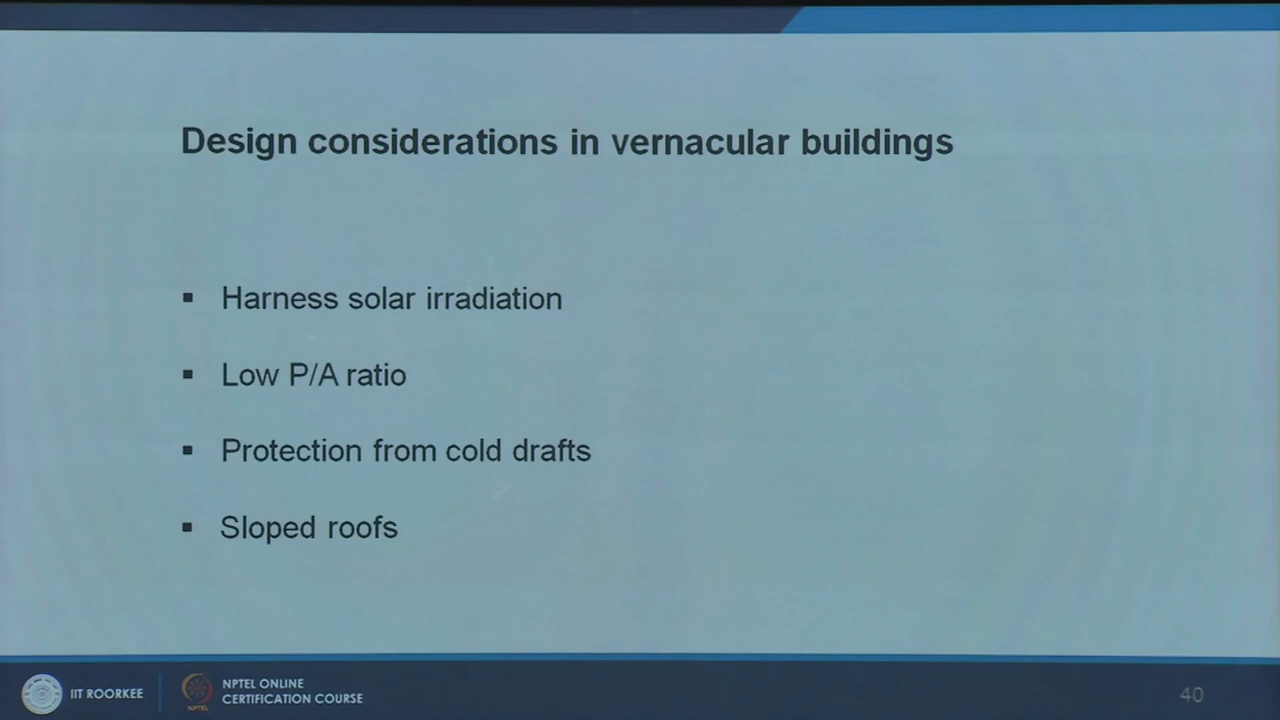 Design considerations in vernacular buildings
▪ Harness solar irradiation
▪ Low P/A ratio
▪ Protection from cold drafts
▪ Sloped roofs
IIT ROORKEE
NPTEL ONLINE
CERTIFICATION COURSE
NPTEL
40